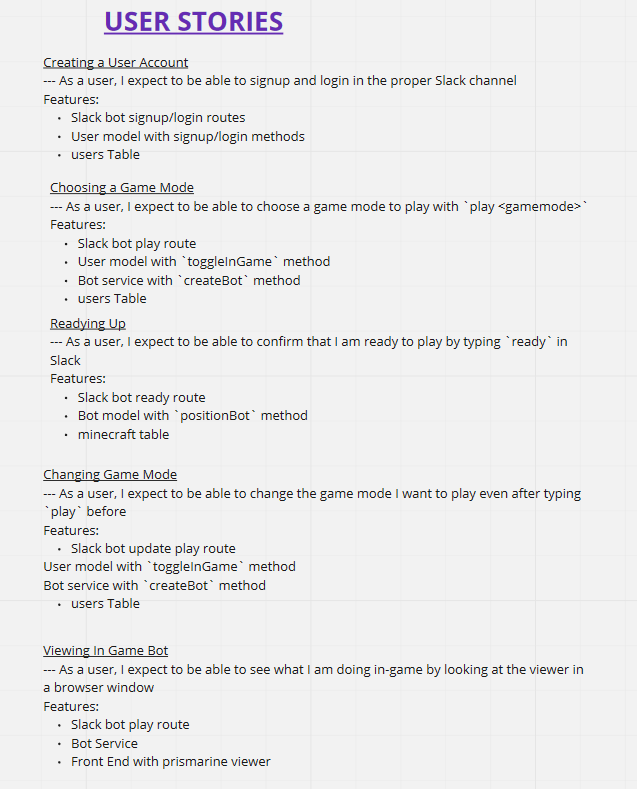 USER STORIES
Creating a User Account
--- As a user, I expect to be able to signup and login in the proper Slack channel
Features:
• Slack bot signup/login routes
• User model with signup/login methods
• users Table
Choosing a Game Mode
--- As a user, I expect to be able to choose a game mode to play with `play <gamemode>`
Features:
• Slack bot play route
• User model with `toggleInGame` method
• Bot service with `createBot` method
• users Table
Readying Up
--- As a user, I expect to be able to confirm that I am ready to play by typing `ready` in
Slack
Features:
• Slack bot ready route
• Bot model with `positionBot` method
• minecraft table
Changing Game Mode
--- As a user, I expect to be able to change the game mode I want to play even after typing
`play` before
Features:
• Slack bot update play route
User model with `toggleInGame` method
Bot service with `createBot` method
• users Table
Viewing In Game Bot
--- As a user, I expect to be able to see what I am doing in-game by looking at the viewer in
a browser window
Features:
• Slack bot play route
• Bot Service
• Front End with prismarine viewer